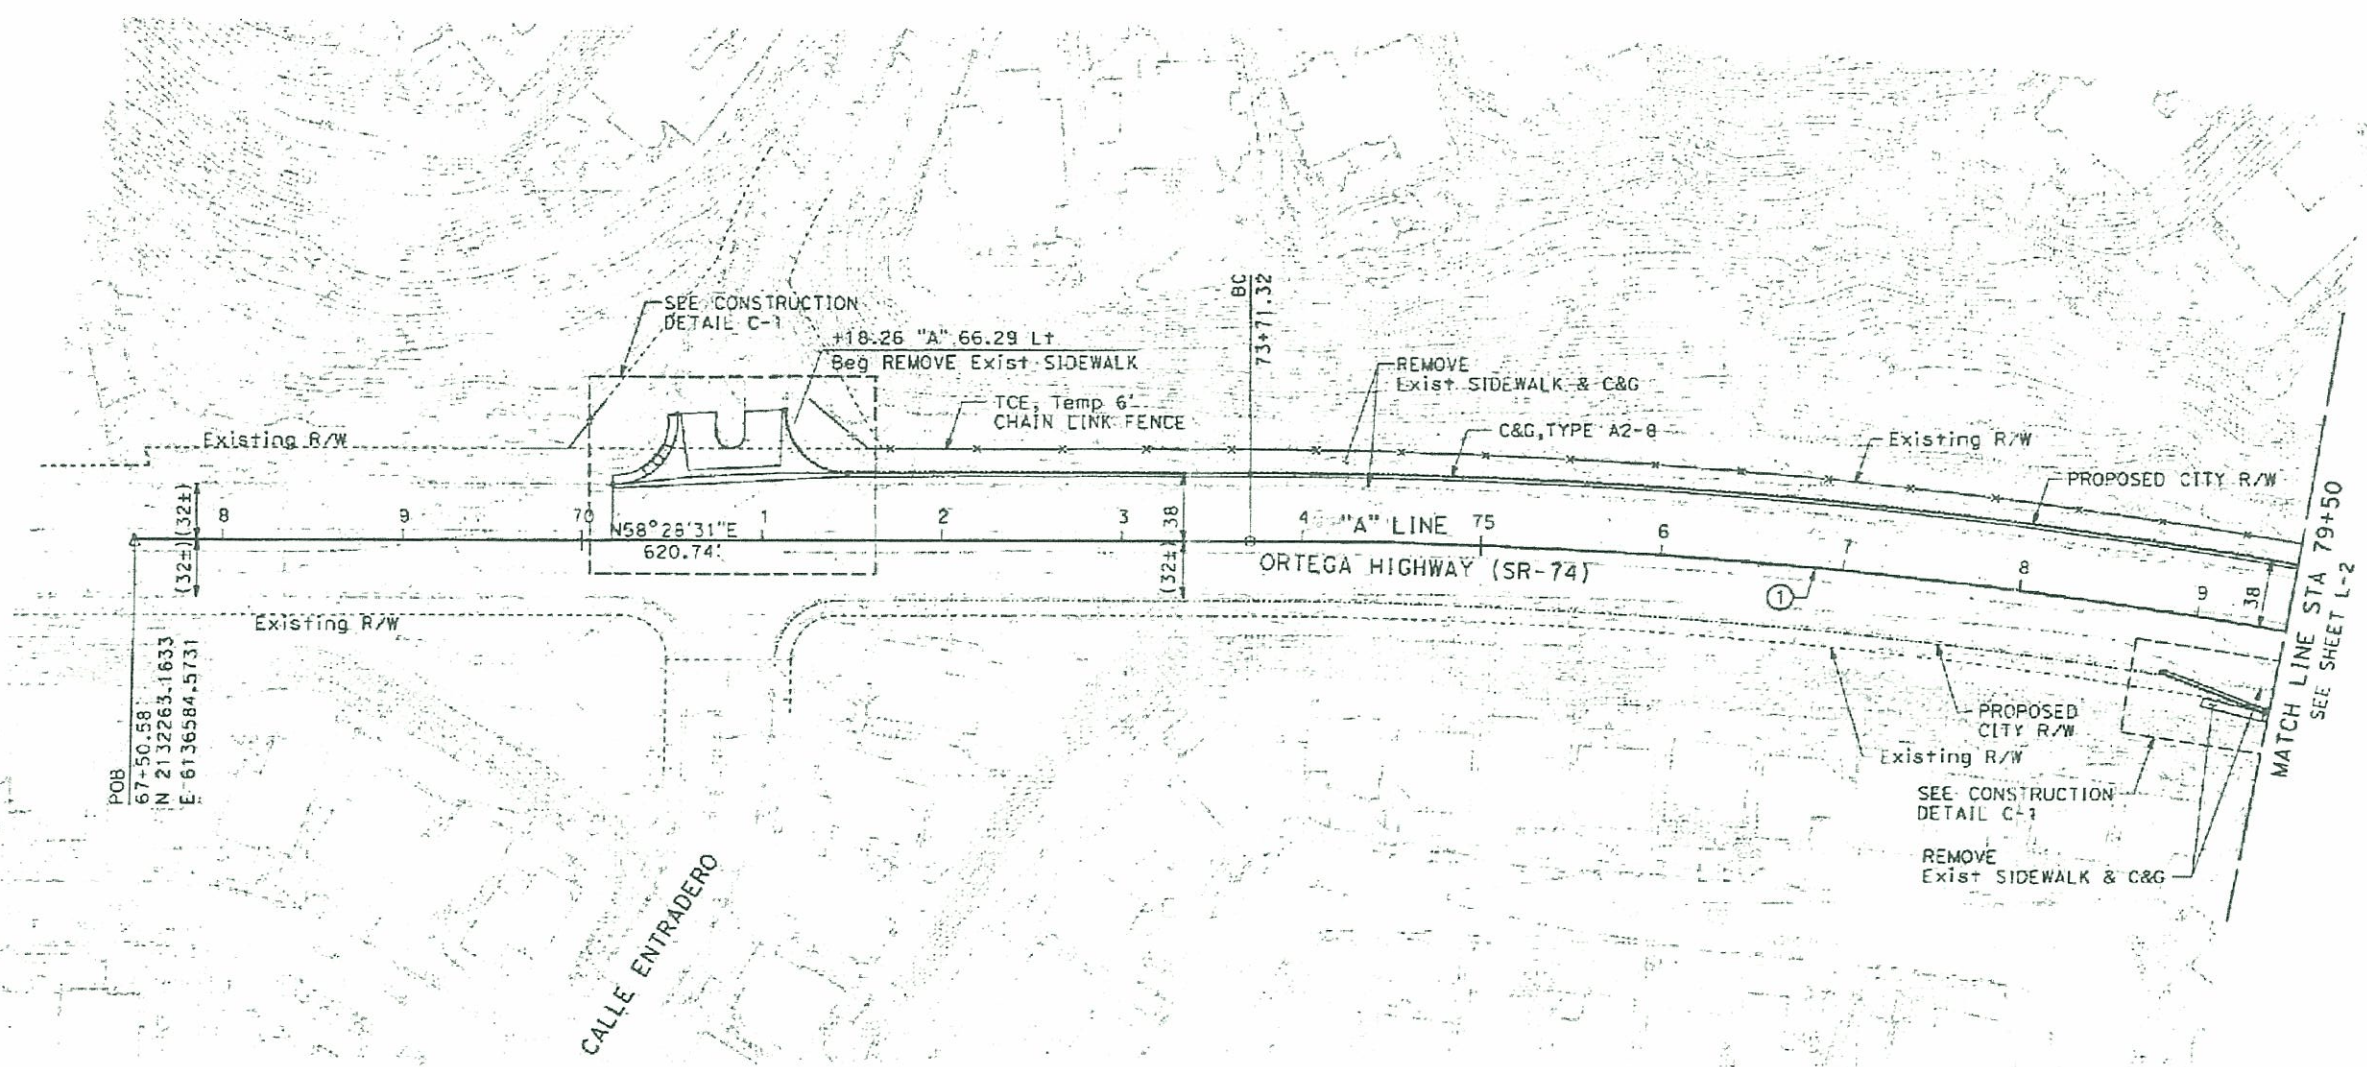 SEE CONSTRUCTION
DETAIL C-1
+18.26 "A" 66.29 Lt
Beg REMOVE Exist SIDEWALK
BC
73+71.32
REMOVE
Exist SIDEWALK & C&G
TCE, Temp 6'
CHAIN LINK FENCE
C&G, TYPE A2-8
Existing R/W
Existing R/W
PROPOSED CITY R/W
(32±)
(32±)
8
9
70
1
2
3
4
75
6
7
8
9
N58°28'31"E
620.74'
38
(32±)
"A" LINE
ORTEGA HIGHWAY (SR-74)
1
38
MATCH LINE STA 79+50
SEE SHEET L-2
Existing R/W
POB
67+50.58
N 2132263.1633
E 6136584.5731
PROPOSED
CITY R/W
Existing R/W
SEE CONSTRUCTION
DETAIL C-1
REMOVE
Exist SIDEWALK & C&G
CALLE ENTRADERO